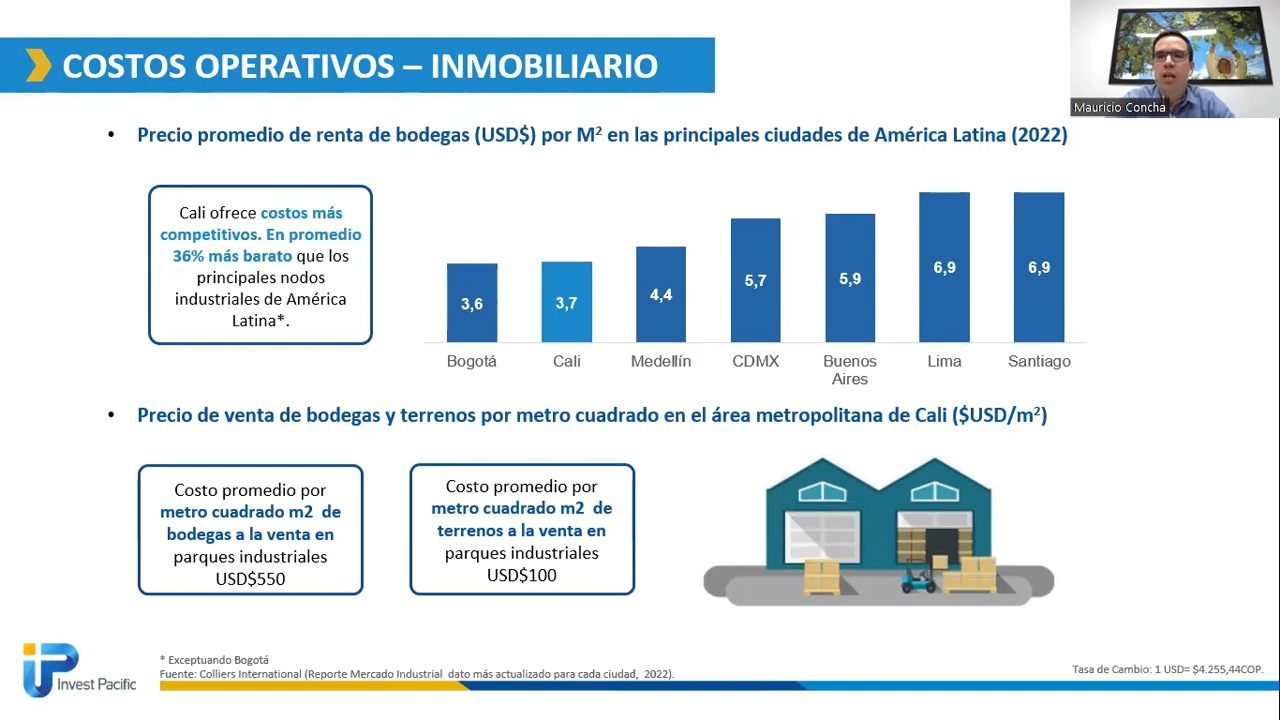 COSTOS OPERATIVOS – INMOBILIARIO
Mauricio Concha
• Precio promedio de renta de bodegas (USD$) por M² en las principales ciudades de América Latina (2022)
Cali ofrece costos más
competitivos. En promedio
36% más barato que los
principales nodos
industriales de América
Latina*.
3,6
3,7
4,4
5,7
5,9
6,9
6,9
Bogotá
Cali
Medellín
CDMX
Buenos
Aires
Lima
Santiago
• Precio de venta de bodegas y terrenos por metro cuadrado en el área metropolitana de Cali ($USD/m²)
Costo promedio por
metro cuadrado m2 de
bodegas a la venta en
parques industriales
USD$550
Costo promedio por
metro cuadrado m2 de
terrenos a la venta en
parques industriales
USD$100
Invest Pacific
* Exceptuando Bogotá
Fuente: Colliers International (Reporte Mercado Industrial dato más actualizado para cada ciudad, 2022).
Tasa de Cambio: 1 USD= $4.255,44COP.